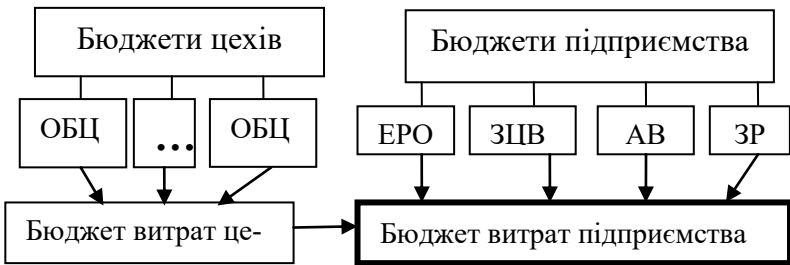 Бюджети цехів
Бюджети підприємства
ОБЦ
...
ОБЦ
ЕРО
ЗЦВ
АВ
ЗР
Бюджет витрат це-
Бюджет витрат підприємства